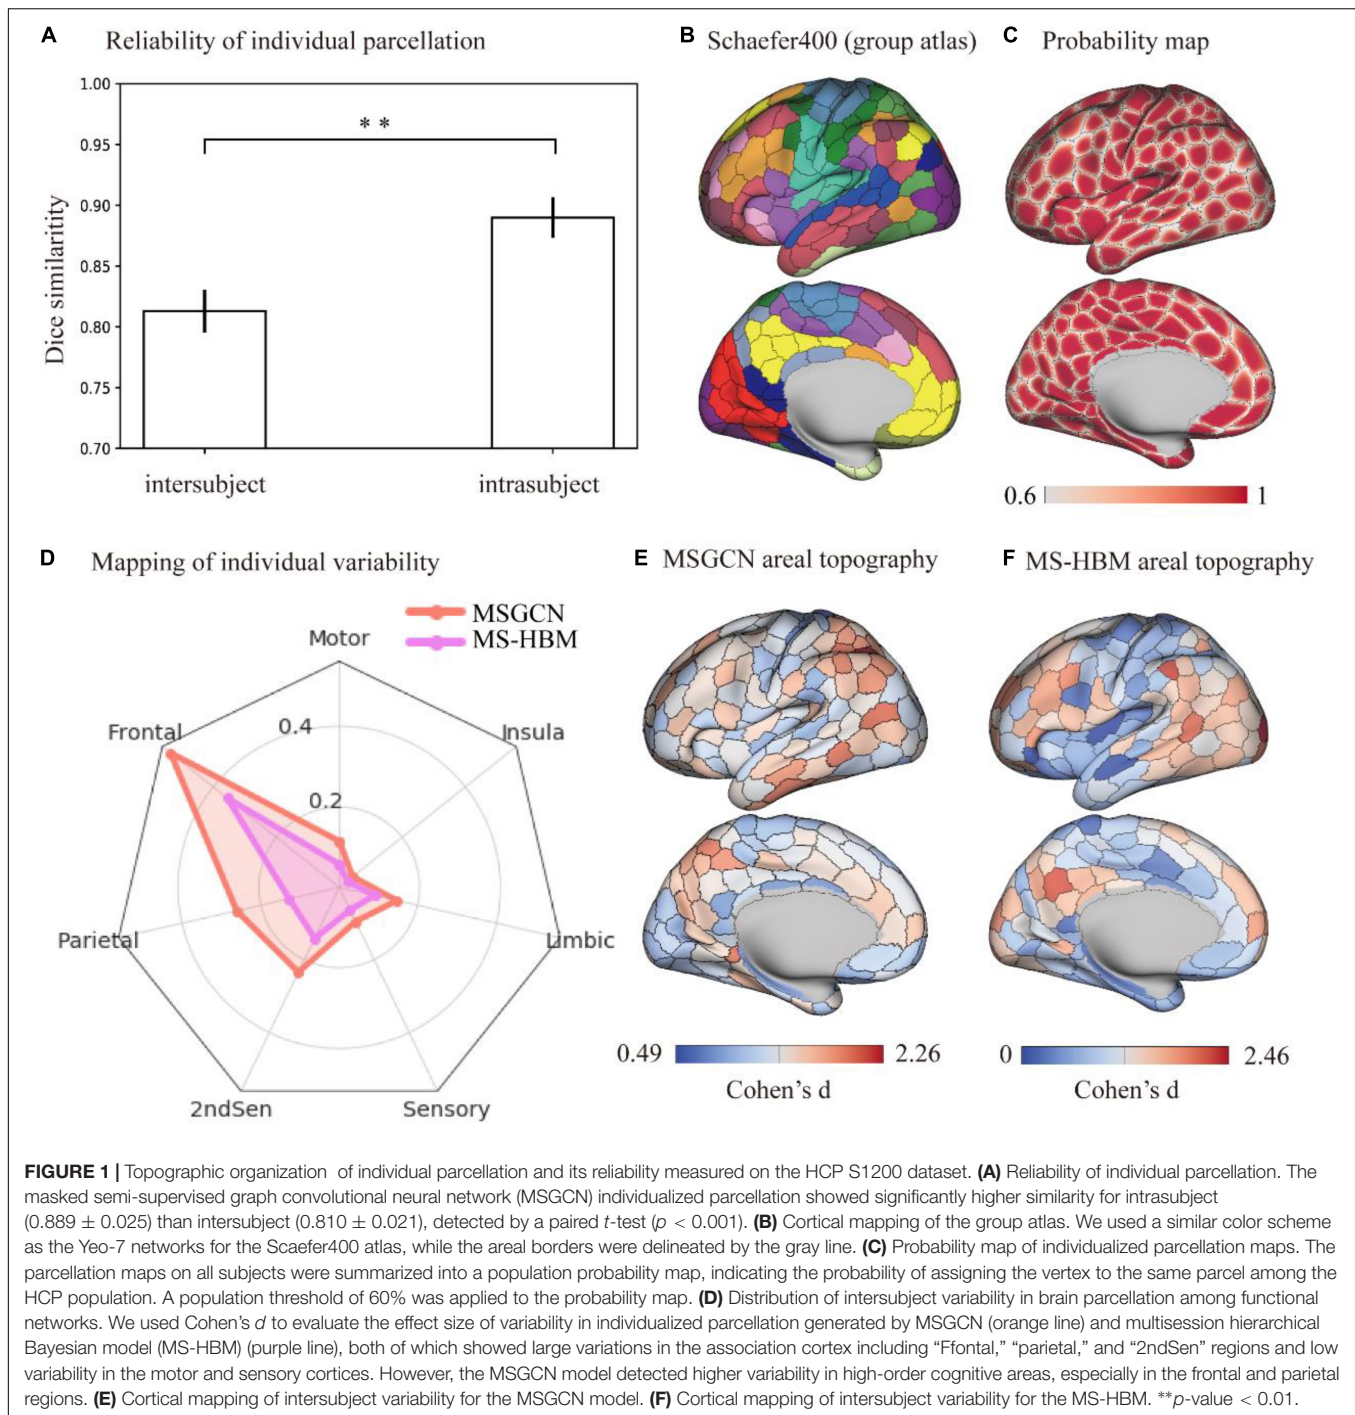 A Reliability of individual parcellation
B Schaefer400 (group atlas)
C Probability map
1.00
0.95
0.90
0.85
0.80
0.75
0.70
Dice similartity
* *
intersubject
intrasubject
0.6
1
D Mapping of individual variability
MSGCN
MS-HBM
Motor
Frontal
Insula
0.4
0.2
Parietal
Limbic
2ndSen
Sensory
E MSGCN areal topography
F MS-HBM areal topography
0.49
2.26
Cohen's d
0
2.46
Cohen's d
FIGURE 1 | Topographic organization of individual parcellation and its reliability measured on the HCP S1200 dataset. (A) Reliability of individual parcellation. The
masked semi-supervised graph convolutional neural network (MSGCN) individualized parcellation showed significantly higher similarity for intrasubject
(0.889 ± 0.025) than intersubject (0.810 ± 0.021), detected by a paired t-test (p < 0.001). (B) Cortical mapping of the group atlas. We used a similar color scheme
as the Yeo-7 networks for the Scaefer400 atlas, while the areal borders were delineated by the gray line. (C) Probability map of individualized parcellation maps. The
parcellation maps on all subjects were summarized into a population probability map, indicating the probability of assigning the vertex to the same parcel among the
HCP population. A population threshold of 60% was applied to the probability map. (D) Distribution of intersubject variability in brain parcellation among functional
networks. We used Cohen's d to evaluate the effect size of variability in individualized parcellation generated by MSGCN (orange line) and multisession hierarchical
Bayesian model (MS-HBM) (purple line), both of which showed large variations in the association cortex including "Ffontal," "parietal," and "2ndSen" regions and low
variability in the motor and sensory cortices. However, the MSGCN model detected higher variability in high-order cognitive areas, especially in the frontal and parietal
regions. (E) Cortical mapping of intersubject variability for the MSGCN model. (F) Cortical mapping of intersubject variability for the MS-HBM. **p-value < 0.01.